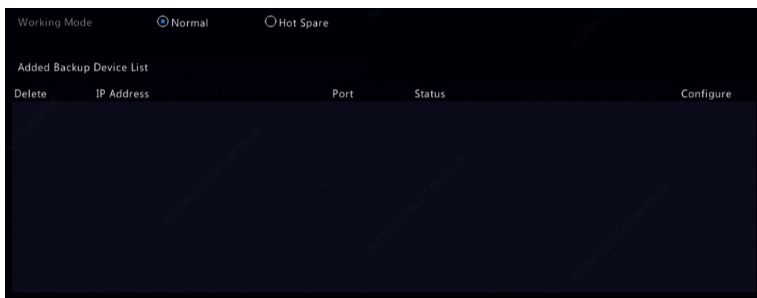 Working Mode Normal Hot Spare
Added Backup Device List
Delete IP Address Port Status Configure